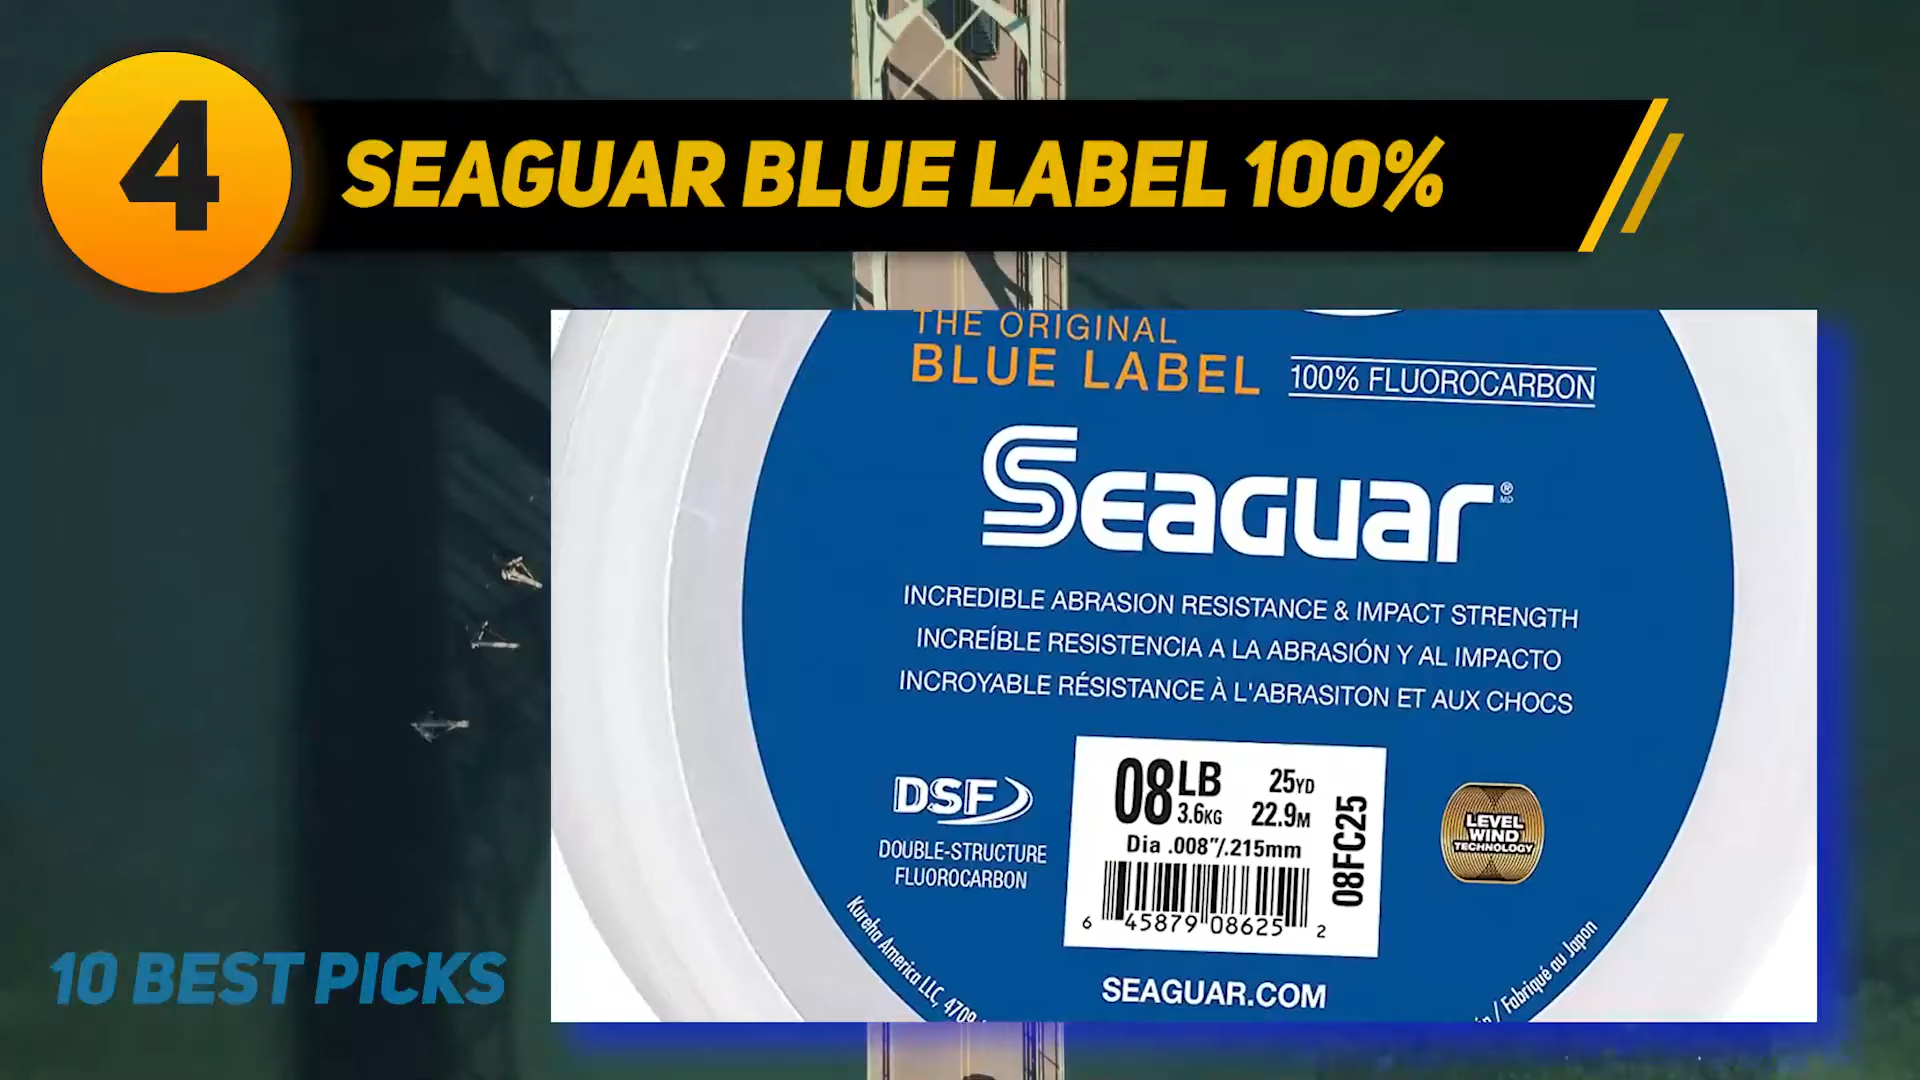 4
SEAGUAR BLUE LABEL 100%
THE ORIGINAL
BLUE LABEL
100% FLUOROCARBON
SEAGUAR®
MD
INCREDIBLE ABRASION RESISTANCE & IMPACT STRENGTH
INCREÍBLE RESISTENCIA A LA ABRASIÓN Y AL IMPACTO
INCROYABLE RÉSISTANCE À L'ABRASITON ET AUX CHOCS
DSF
DOUBLE-STRUCTURE
FLUOROCARBON
08LB 25YD
3.6KG 22.9M
Dia .008"/.215mm
08FC25
6 45879 08625 2
LEVEL
WIND
TECHNOLOGY
Kureha America LLC, 4709
/ Fabriqué au Japon
SEAGUAR.COM
10 BEST PICKS